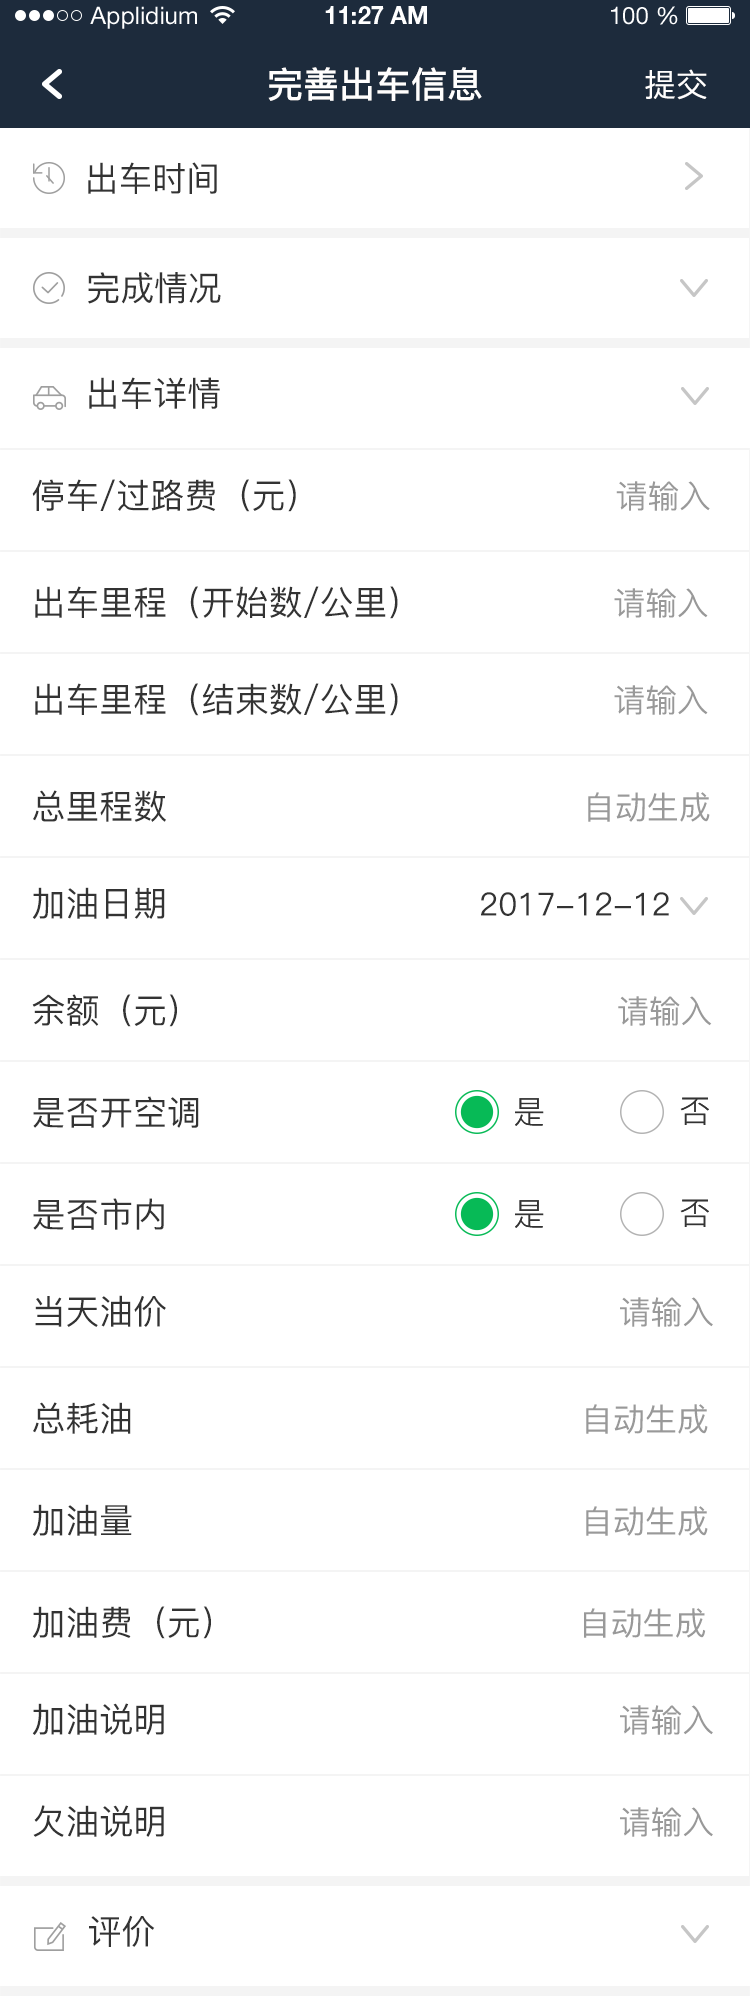 Applidium 11:27 AM 100 %
完善出车信息 提交
出车时间
完成情况
出车详情
停车/过路费（元） 请输入
出车里程（开始数/公里） 请输入
出车里程（结束数/公里） 请输入
总里程数 自动生成
加油日期 2017-12-12
余额（元） 请输入
是否开空调 是 否
是否市内 是 否
当天油价 请输入
总耗油 自动生成
加油量 自动生成
加油费（元） 自动生成
加油说明 请输入
欠油说明 请输入
评价